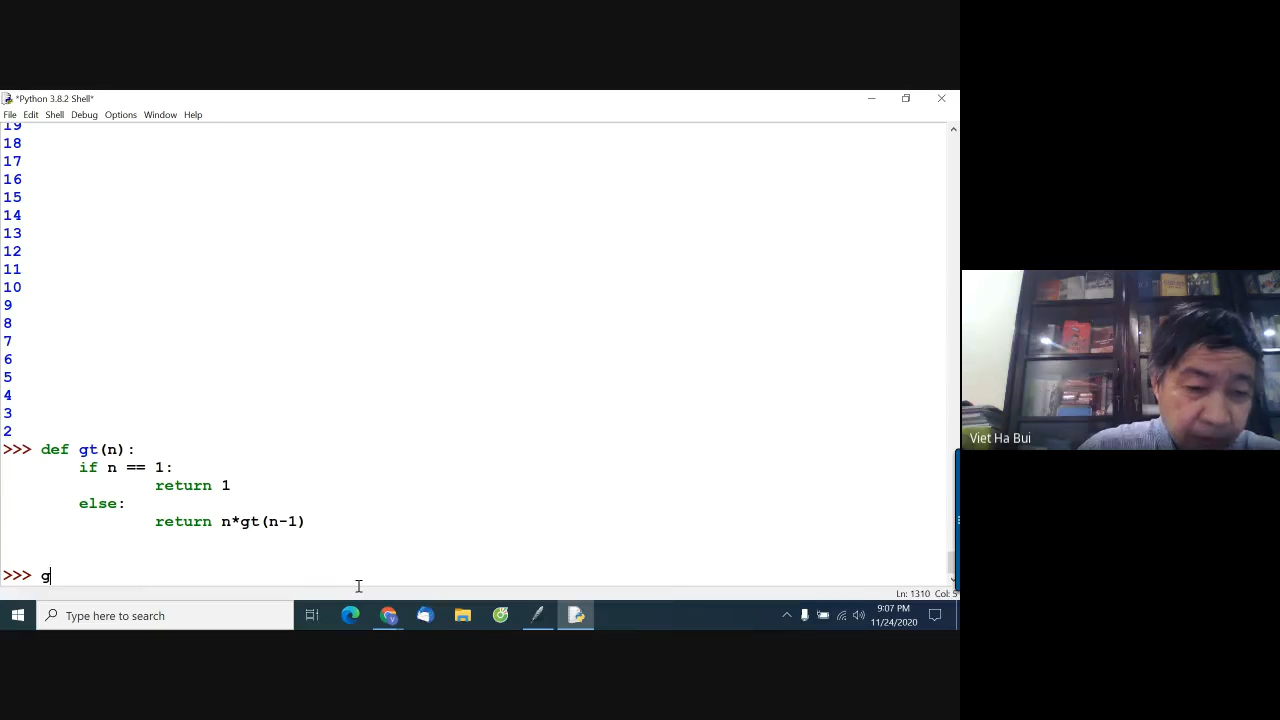 *Python 3.8.2 Shell*
File Edit Shell Debug Options Window Help
19
18
17
16
15
14
13
12
11
10
9
8
7
6
5
4
3
2
>>> def gt(n):
if n == 1:
return 1
else:
return n*gt(n-1)
>>> g
Viet Ha Bui
Ln: 1310 Col: 5
Type here to search
9:07 PM
11/24/2020